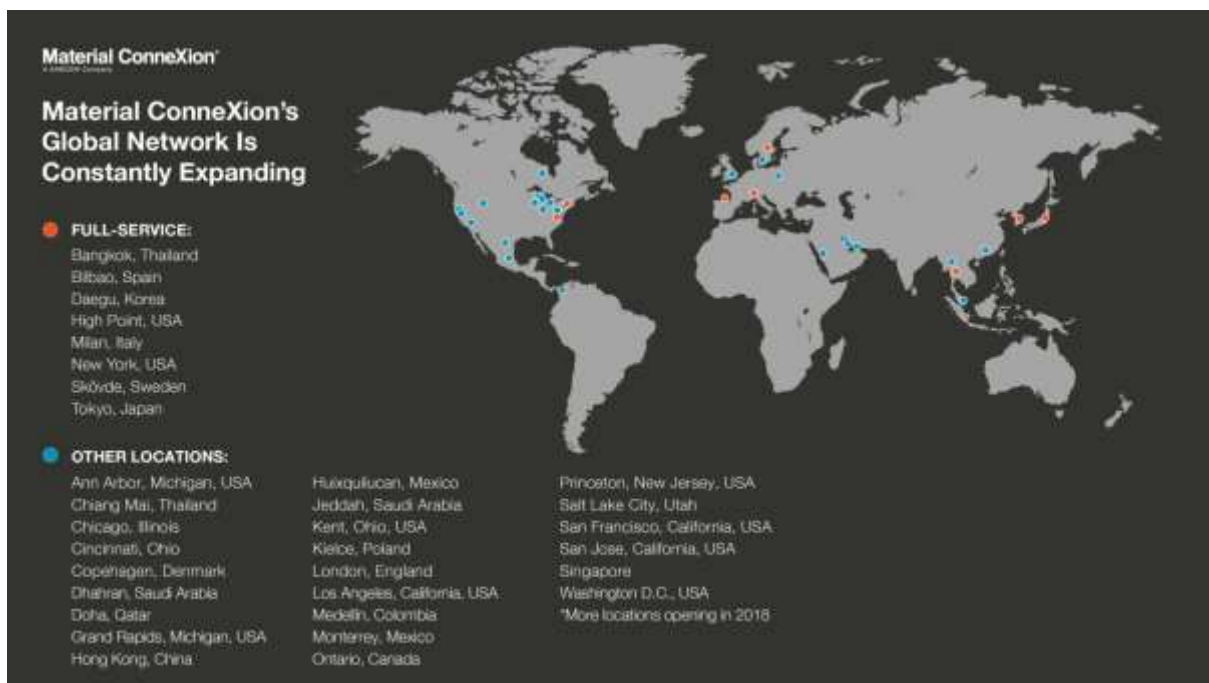 Material ConneXion®
A SANDOW Company
Material ConneXion's
Global Network Is
Constantly Expanding
FULL-SERVICE:
Bangkok, Thailand
Bilbao, Spain
Daegu, Korea
High Point, USA
Milan, Italy
New York, USA
Skövde, Sweden
Tokyo, Japan
OTHER LOCATIONS:
Ann Arbor, Michigan, USA
Chiang Mai, Thailand
Chicago, Illinois
Cincinnati, Ohio
Copehagen, Denmark
Dhahran, Saudi Arabia
Doha, Qatar
Grand Rapids, Michigan, USA
Hong Kong, China
Huixquilucan, Mexico
Jeddah, Saudi Arabia
Kent, Ohio, USA
Kielce, Poland
London, England
Los Angeles, California, USA
Medellín, Colombia
Monterrey, Mexico
Ontario, Canada
Princeton, New Jersey, USA
Salt Lake City, Utah
San Francisco, California, USA
San Jose, California, USA
Singapore
Washington D.C., USA
*More locations opening in 2018